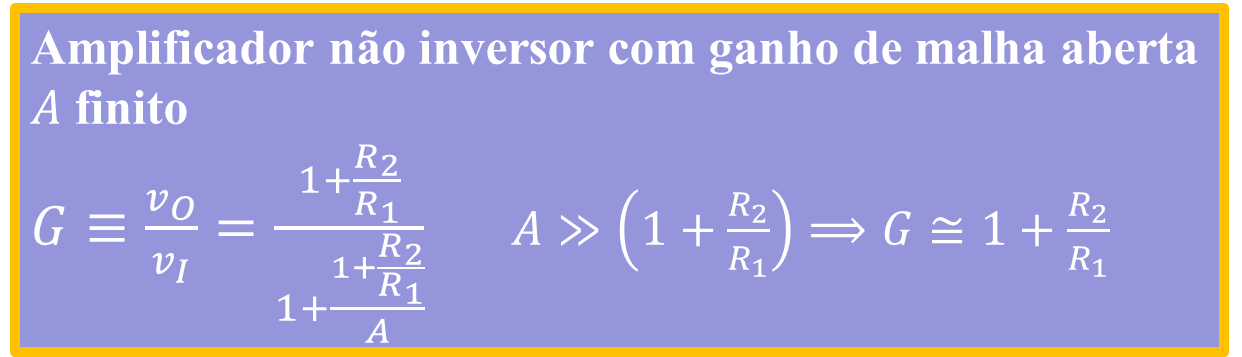 Amplificador não inversor com ganho de malha aberta
A finito
G ≡ v_O/v_I = (1+R_2/R_1)/(1+(1+R_2/R_1)/A)    A ≫ (1 + R_2/R_1) ⟹ G ≅ 1 + R_2/R_1